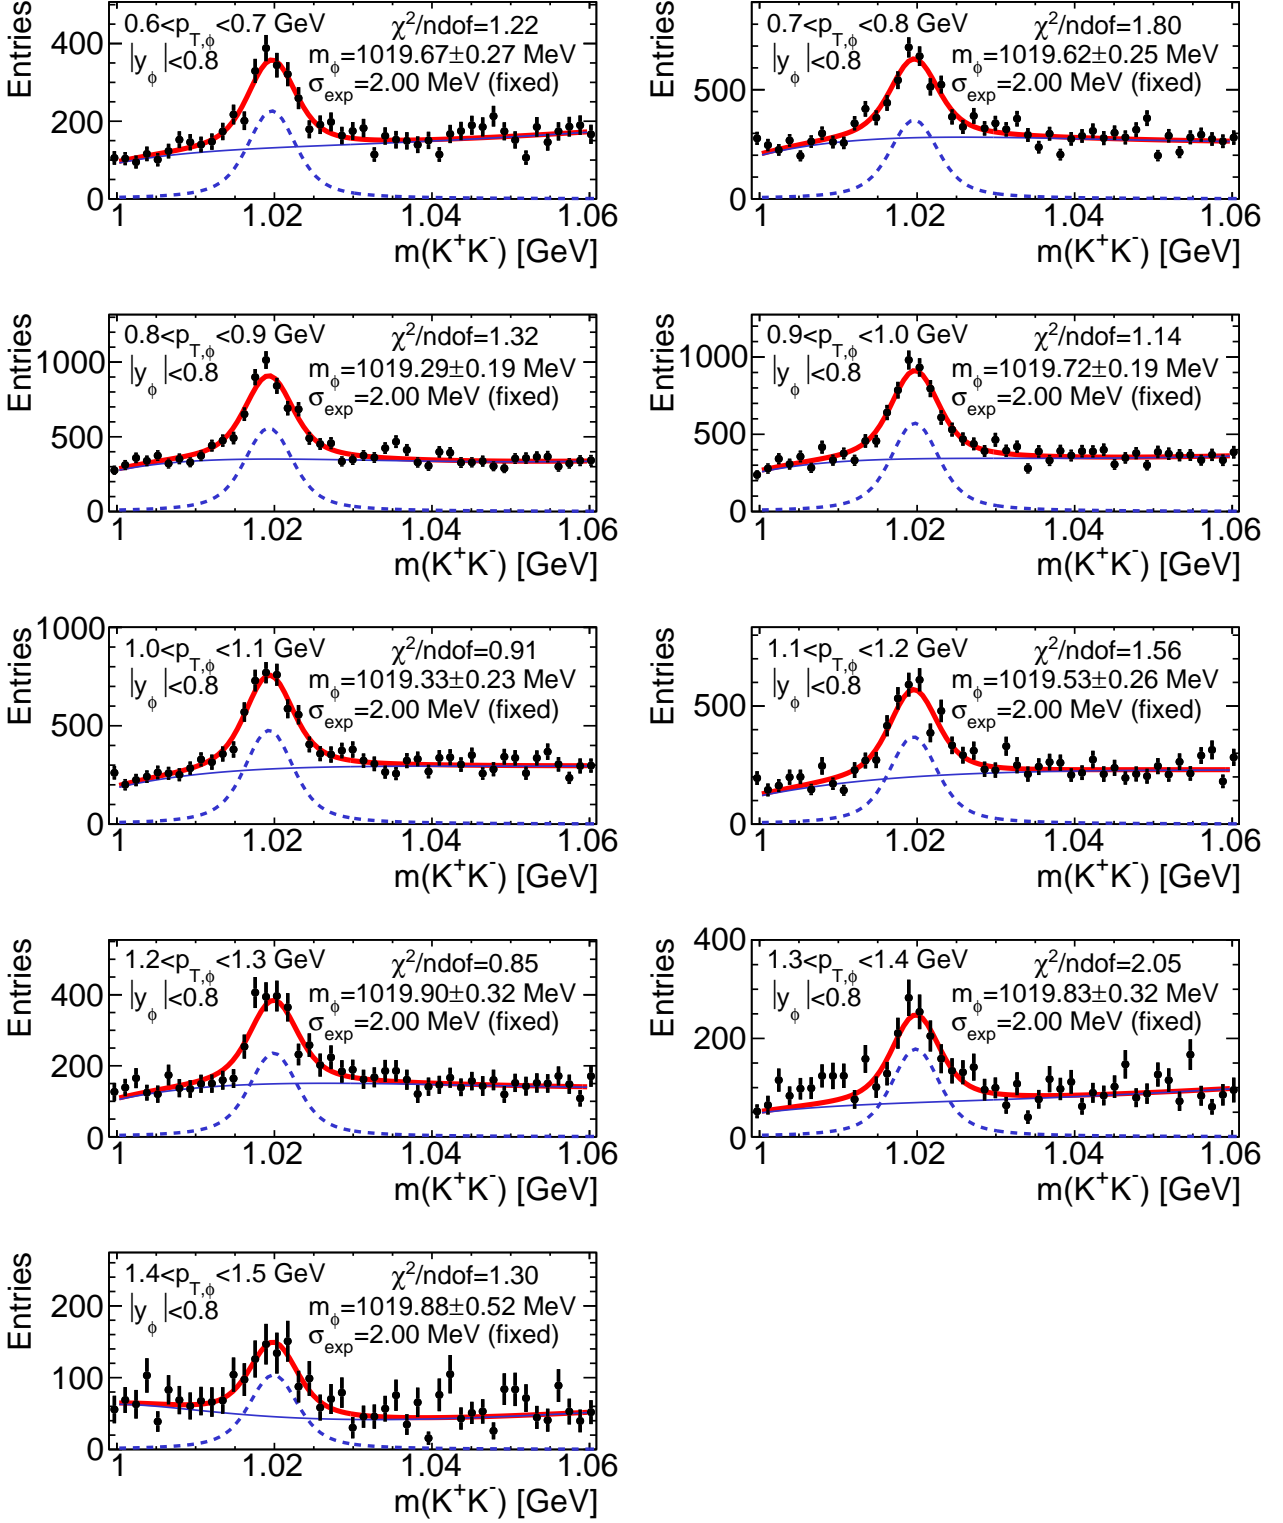 0.6<p_{T,ϕ}<0.7 GeV χ²/ndof=1.22
|y_ϕ|<0.8 m_ϕ=1019.67±0.27 MeV
σ_exp=2.00 MeV (fixed)
Entries
400
200
0
1 1.02 1.04 1.06
m(K⁺K⁻) [GeV]
0.7<p_{T,ϕ}<0.8 GeV χ²/ndof=1.80
|y_ϕ|<0.8 m_ϕ=1019.62±0.25 MeV
σ_exp=2.00 MeV (fixed)
Entries
500
0
1 1.02 1.04 1.06
m(K⁺K⁻) [GeV]
0.8<p_{T,ϕ}<0.9 GeV χ²/ndof=1.32
|y_ϕ|<0.8 m_ϕ=1019.29±0.19 MeV
σ_exp=2.00 MeV (fixed)
Entries
1000
500
0
1 1.02 1.04 1.06
m(K⁺K⁻) [GeV]
0.9<p_{T,ϕ}<1.0 GeV χ²/ndof=1.14
|y_ϕ|<0.8 m_ϕ=1019.72±0.19 MeV
σ_exp=2.00 MeV (fixed)
Entries
1000
500
0
1 1.02 1.04 1.06
m(K⁺K⁻) [GeV]
1.0<p_{T,ϕ}<1.1 GeV χ²/ndof=0.91
|y_ϕ|<0.8 m_ϕ=1019.33±0.23 MeV
σ_exp=2.00 MeV (fixed)
Entries
1000
500
0
1 1.02 1.04 1.06
m(K⁺K⁻) [GeV]
1.1<p_{T,ϕ}<1.2 GeV χ²/ndof=1.56
|y_ϕ|<0.8 m_ϕ=1019.53±0.26 MeV
σ_exp=2.00 MeV (fixed)
Entries
500
0
1 1.02 1.04 1.06
m(K⁺K⁻) [GeV]
1.2<p_{T,ϕ}<1.3 GeV χ²/ndof=0.85
|y_ϕ|<0.8 m_ϕ=1019.90±0.32 MeV
σ_exp=2.00 MeV (fixed)
Entries
400
200
0
1 1.02 1.04 1.06
m(K⁺K⁻) [GeV]
1.3<p_{T,ϕ}<1.4 GeV χ²/ndof=2.05
|y_ϕ|<0.8 m_ϕ=1019.83±0.32 MeV
σ_exp=2.00 MeV (fixed)
Entries
400
200
0
1 1.02 1.04 1.06
m(K⁺K⁻) [GeV]
1.4<p_{T,ϕ}<1.5 GeV χ²/ndof=1.30
|y_ϕ|<0.8 m_ϕ=1019.88±0.52 MeV
σ_exp=2.00 MeV (fixed)
Entries
200
100
0
1 1.02 1.04 1.06
m(K⁺K⁻) [GeV]